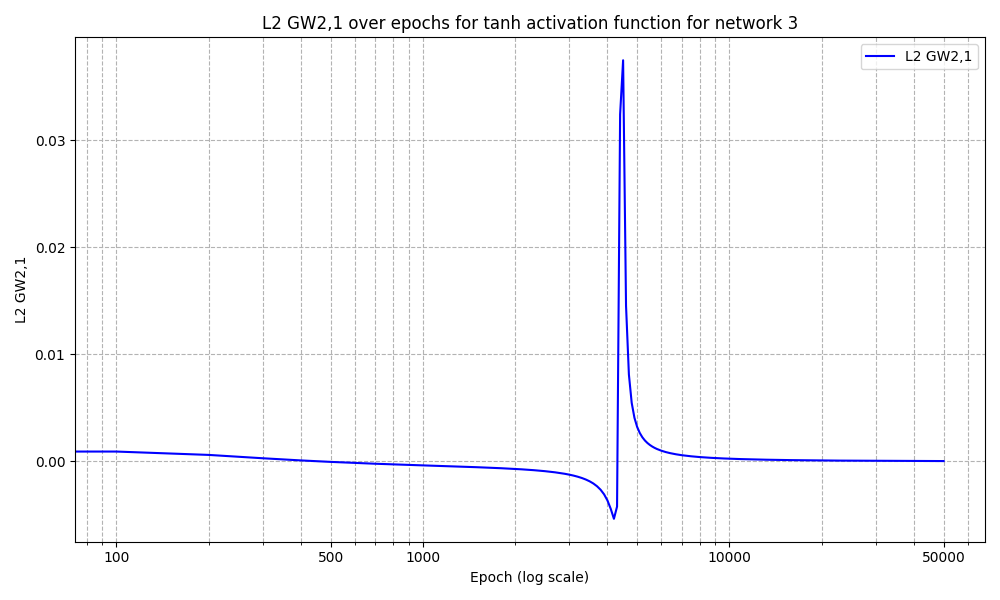 L2 GW2,1 over epochs for tanh activation function for network 3
L2 GW2,1
0.03
0.02
0.01
0.00
L2 GW2,1
100
500
1000
10000
50000
Epoch (log scale)